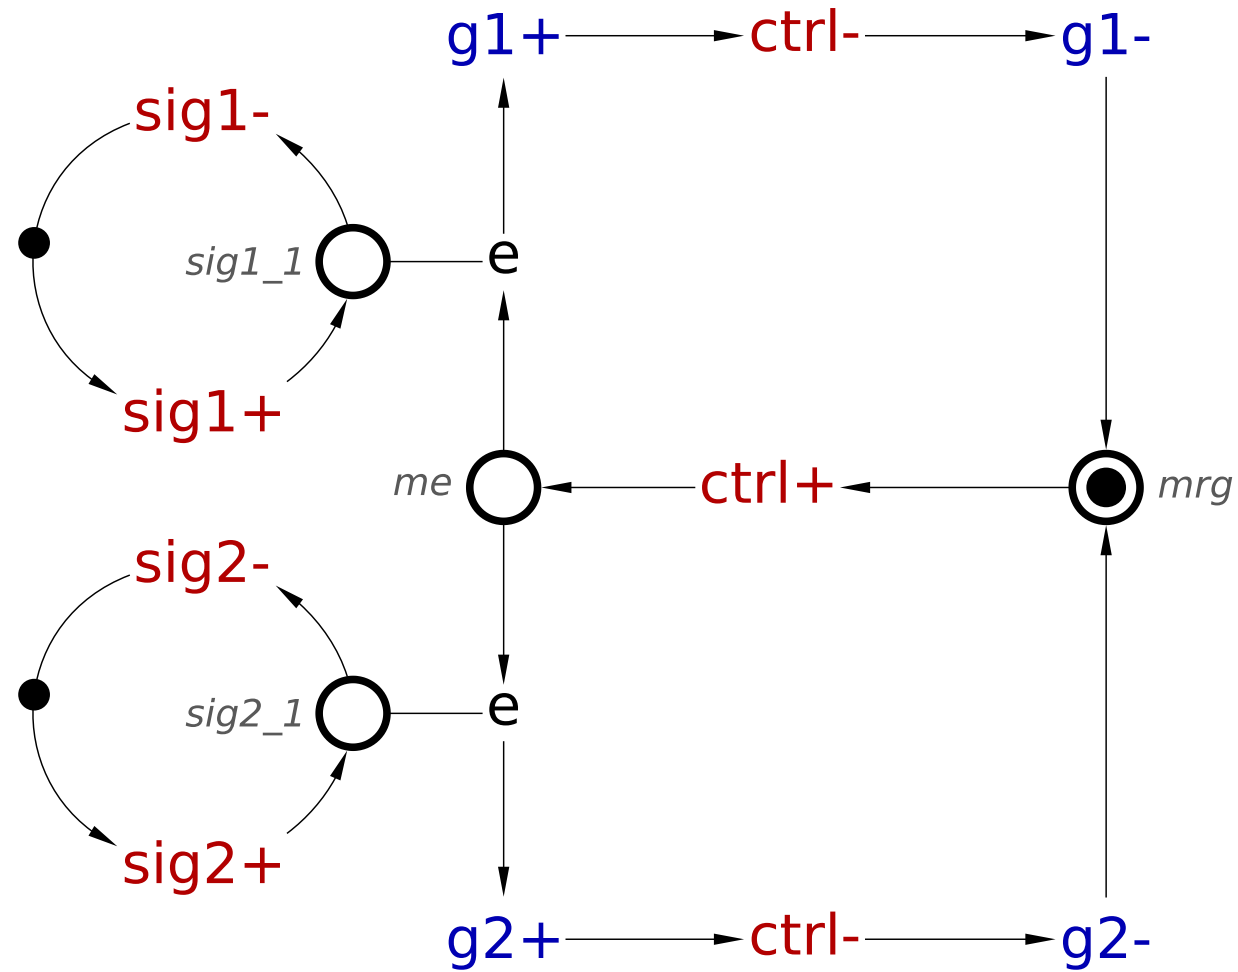 g1+ ctrl- g1-
sig1-
sig1_1 e
sig1+
me ctrl+ mrg
sig2-
sig2_1 e
sig2+
g2+ ctrl- g2-